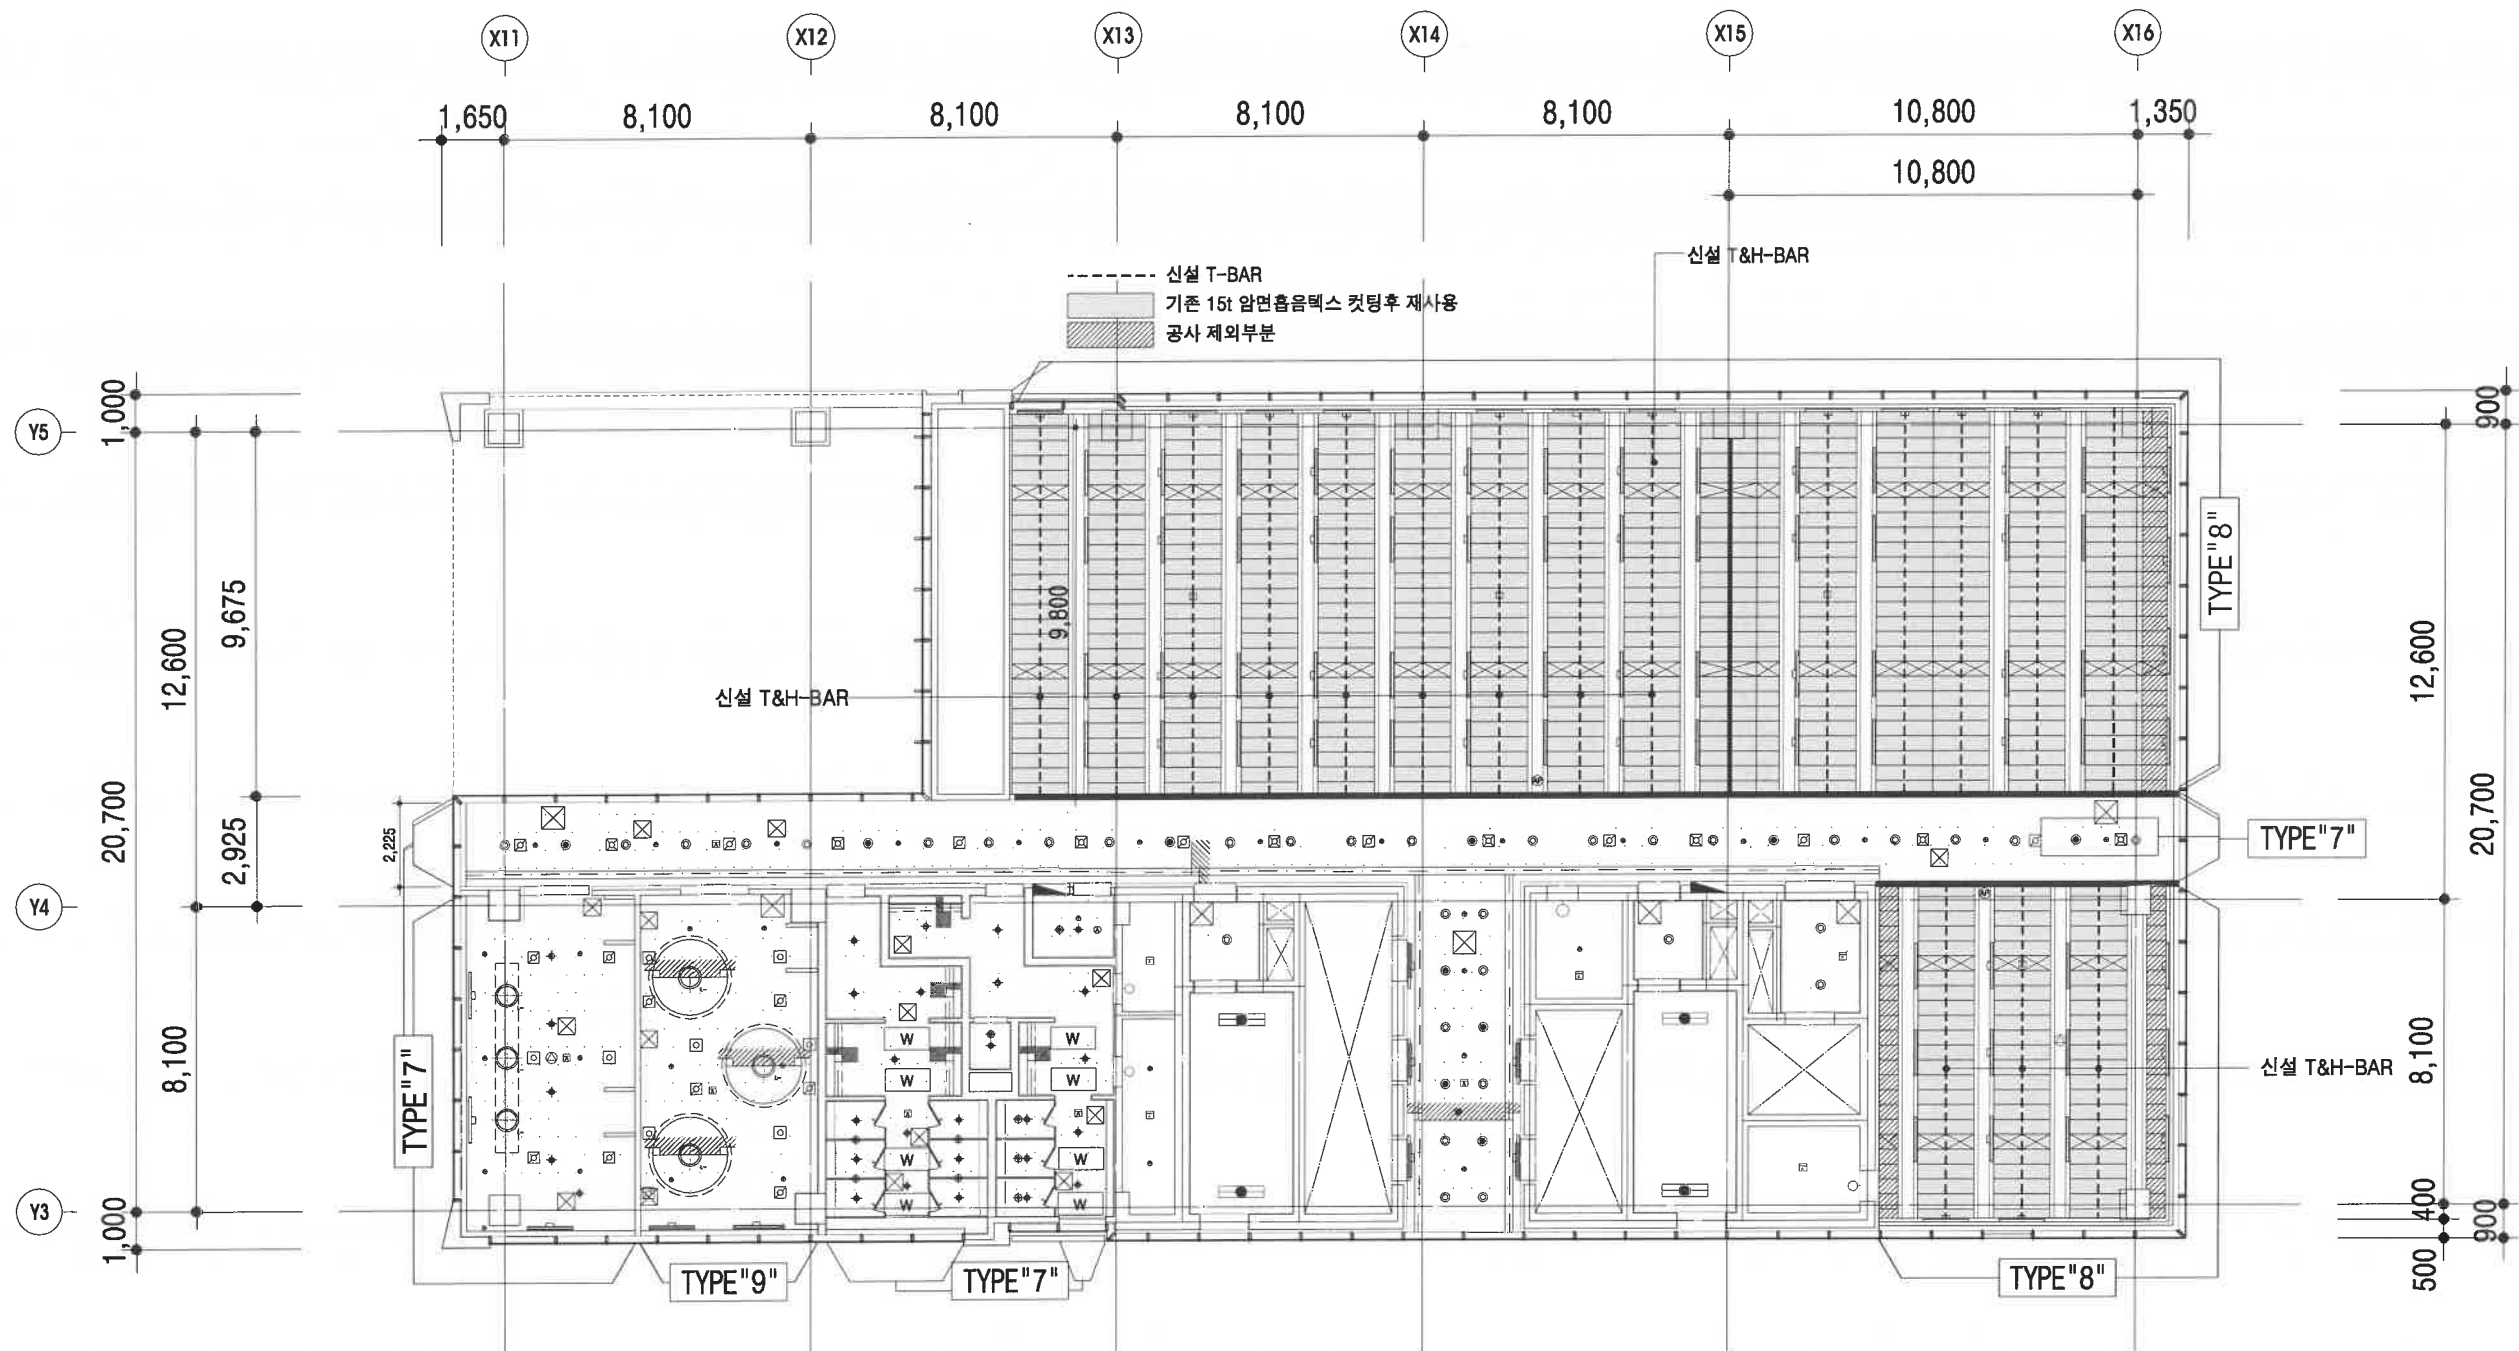 X11 X12 X13 X14 X15 X16
1,650 8,100 8,100 8,100 8,100 10,800 1,350
10,800
신설 T&H-BAR
신설 T-BAR
기존 15t 암면흡음텍스 컷팅후 재사용
공사 제외부분
Y5
1,000
900
9,675
12,600
9,800
TYPE"8"
12,600
신설 T&H-BAR
20,700
2,925
2,225
20,700
TYPE"7"
Y4
8,100
TYPE"7"
W W
W W
W W
W W
8,100
신설 T&H-BAR
Y3
1,000
400
900
500
TYPE"9"
TYPE"7"
TYPE"8"